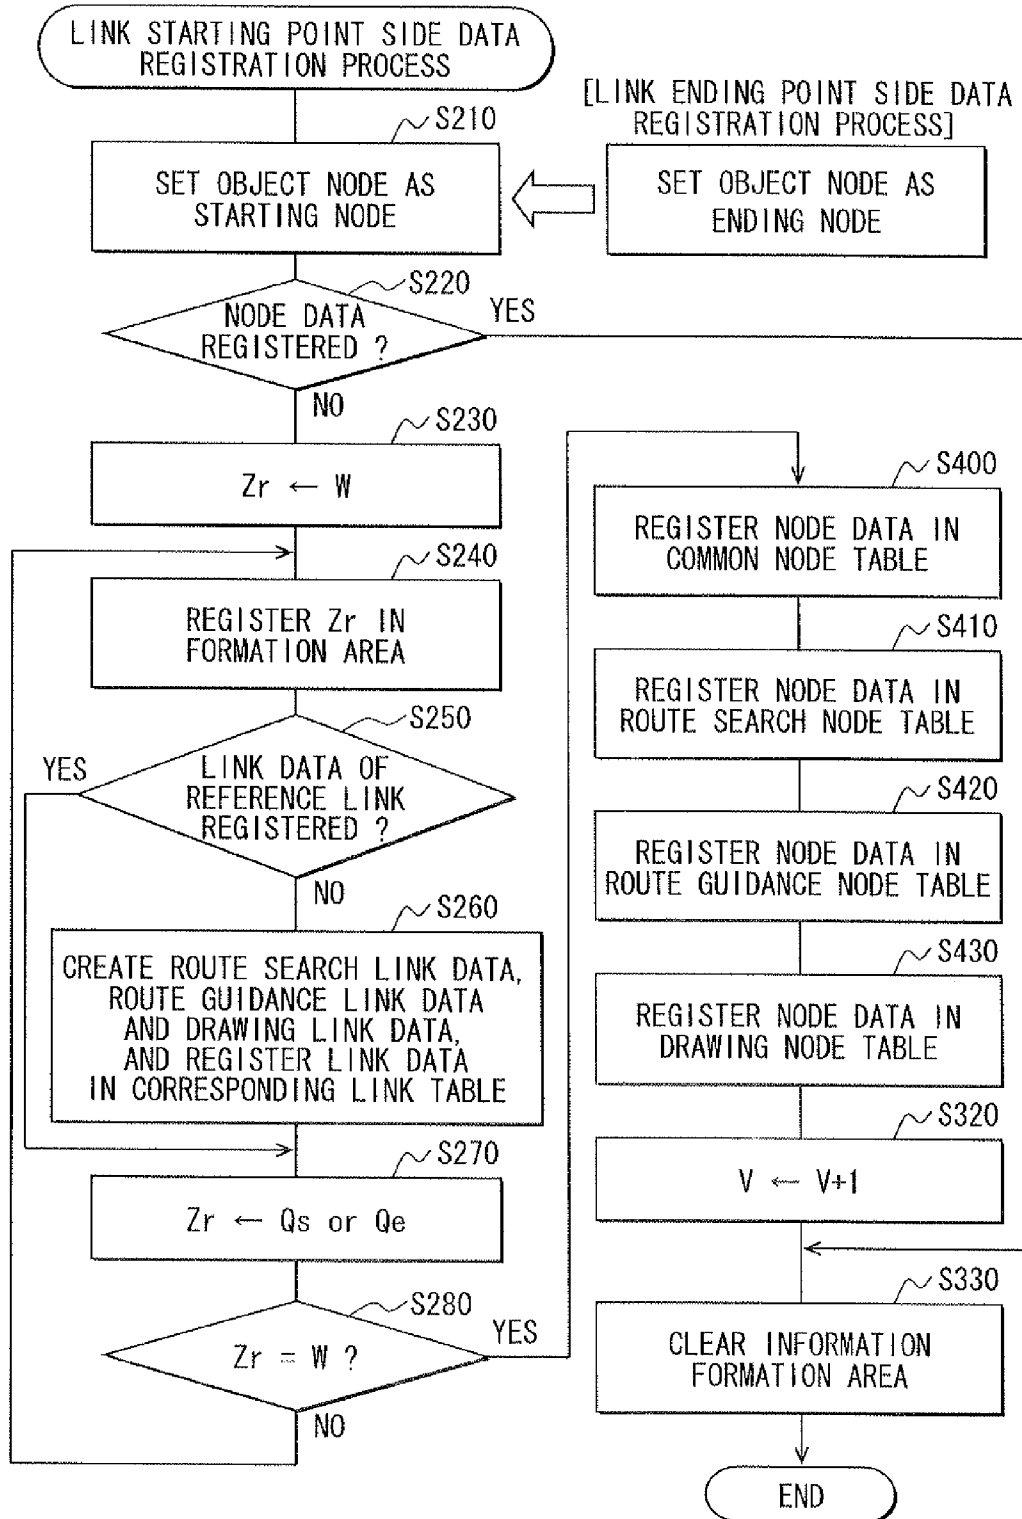 LINK STARTING POINT SIDE DATA
REGISTRATION PROCESS
[LINK ENDING POINT SIDE DATA
REGISTRATION PROCESS]
S210
SET OBJECT NODE AS
STARTING NODE
SET OBJECT NODE AS
ENDING NODE
S220
NODE DATA
REGISTERED ?
YES
NO
S230
Zr ← W
S240
REGISTER Zr IN
FORMATION AREA
S250
YES
LINK DATA OF
REFERENCE LINK
REGISTERED ?
NO
S260
CREATE ROUTE SEARCH LINK DATA,
ROUTE GUIDANCE LINK DATA
AND DRAWING LINK DATA,
AND REGISTER LINK DATA
IN CORRESPONDING LINK TABLE
S270
Zr ← Qs or Qe
S280
Zr = W ?
YES
NO
S400
REGISTER NODE DATA IN
COMMON NODE TABLE
S410
REGISTER NODE DATA IN
ROUTE SEARCH NODE TABLE
S420
REGISTER NODE DATA IN
ROUTE GUIDANCE NODE TABLE
S430
REGISTER NODE DATA IN
DRAWING NODE TABLE
S320
V ← V+1
S330
CLEAR INFORMATION
FORMATION AREA
END